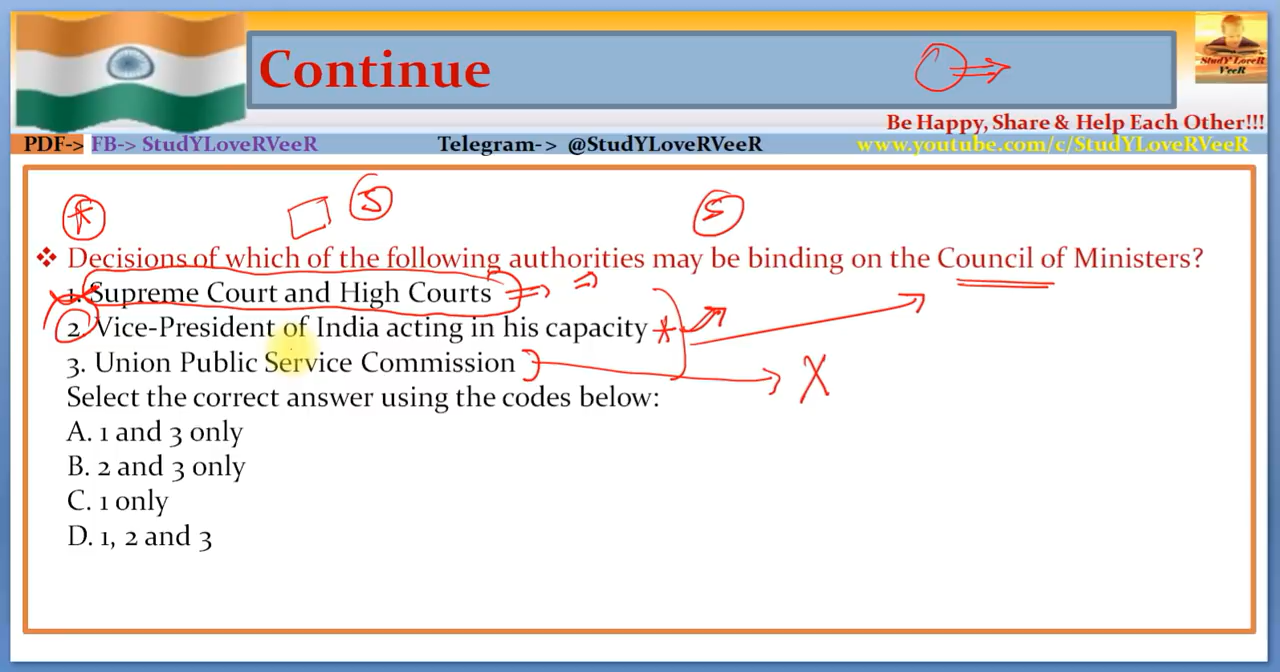 Continue
StudY LoveR
VeeR
Be Happy, Share & Help Each Other!!!
PDF-> FB-> StudYLoveRVeeR Telegram-> @StudYLoveRVeeR www.youtube.com/c/StudYLoveRVeeR
❖ Decisions of which of the following authorities may be binding on the Council of Ministers?
1. Supreme Court and High Courts
2. Vice-President of India acting in his capacity
3. Union Public Service Commission
Select the correct answer using the codes below:
A. 1 and 3 only
B. 2 and 3 only
C. 1 only
D. 1, 2 and 3